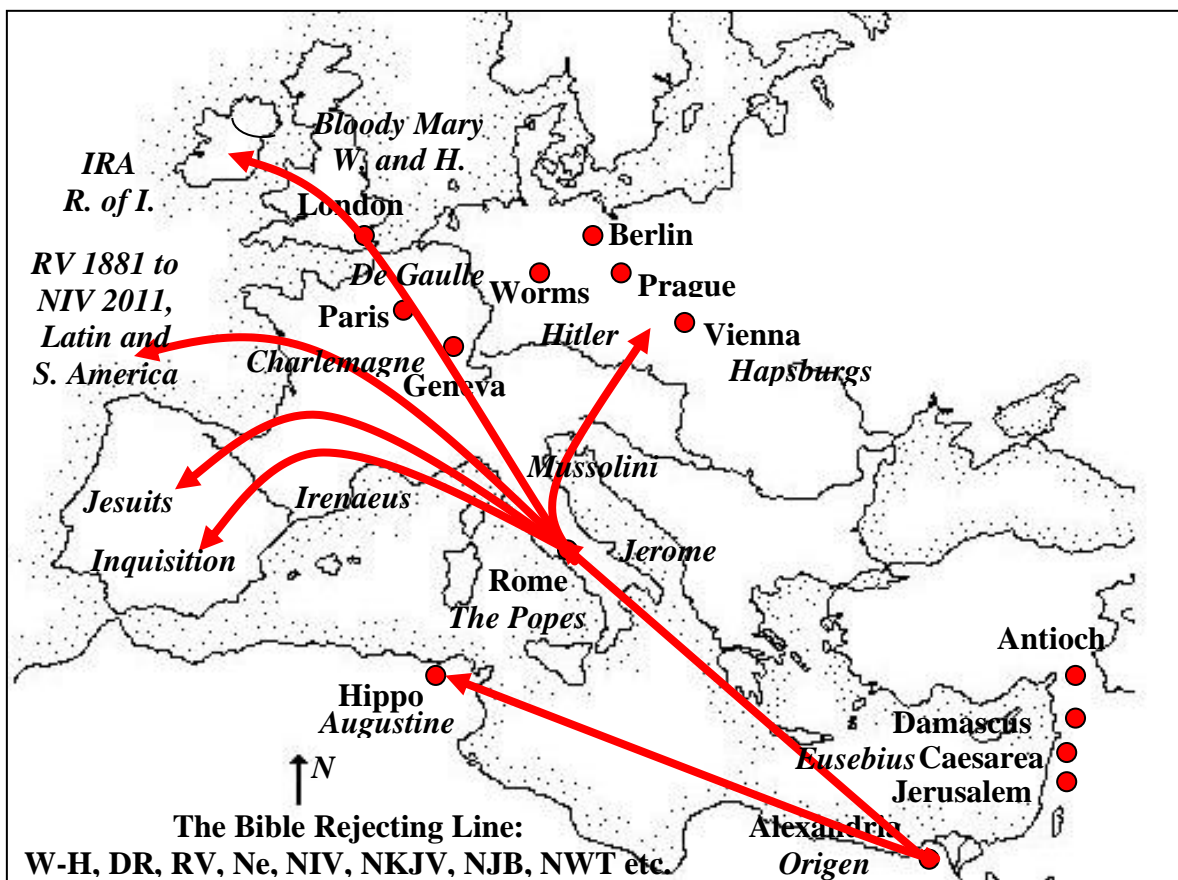 Bloody Mary
W. and H.
IRA
R. of I.
London
RV 1881 to
NIV 2011,
Latin and
S. America
De Gaulle
Paris
Charlemagne
Geneva
Berlin
Worms
Prague
Hitler
Vienna
Hapsburgs
Mussolini
Jesuits
Irenaeus
Inquisition
Jerome
Rome
The Popes
Antioch
Hippo
Augustine
Damascus
Eusebius Caesarea
Jerusalem
N
Alexandria
Origen
The Bible Rejecting Line:
W-H, DR, RV, Ne, NIV, NKJV, NJB, NWT etc.